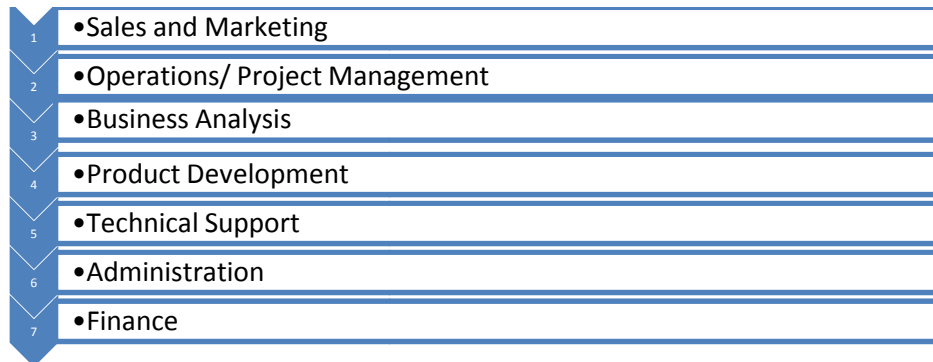 1 •Sales and Marketing
2 •Operations/ Project Management
3 •Business Analysis
4 •Product Development
5 •Technical Support
6 •Administration
7 •Finance